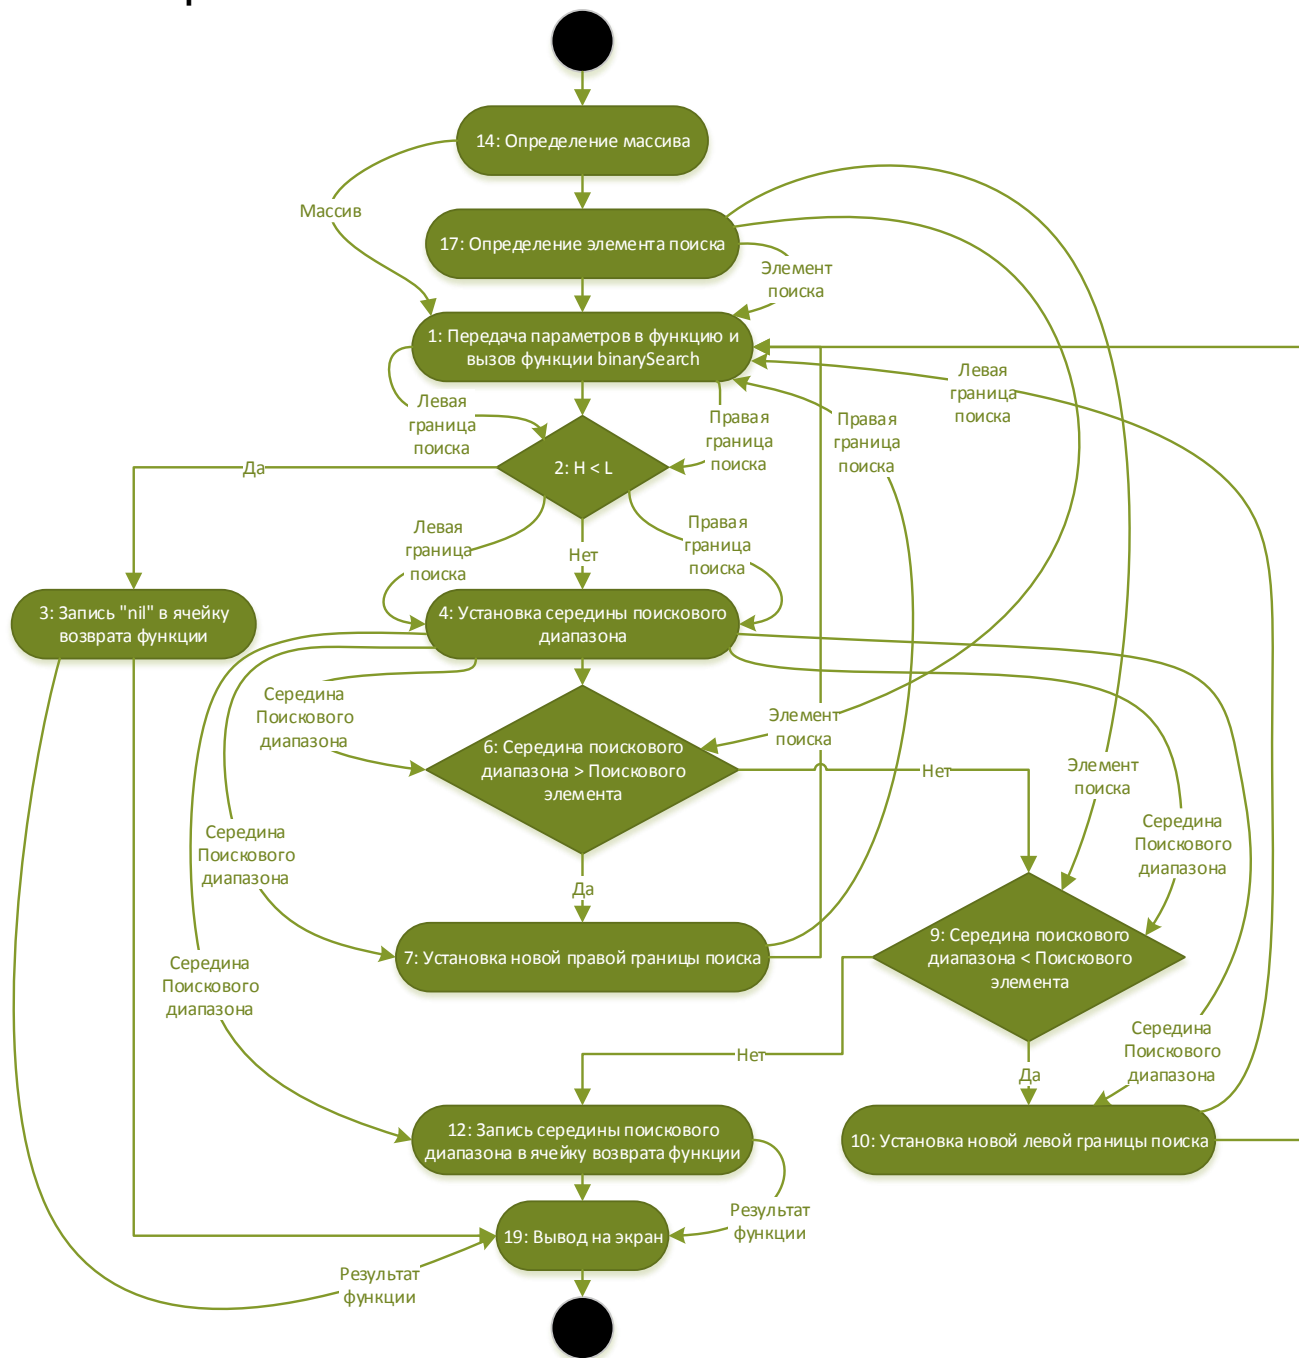 14: Определение массива
Массив
17: Определение элемента поиска
Элемент
поиска
1: Передача параметров в функцию и
вызов функции binarySearch
Левая
граница
поиска
Правая
граница
поиска
Правая
граница
поиска
Левая
граница
поиска
2: H < L
Да
Левая
граница
поиска
Нет
Правая
граница
поиска
3: Запись "nil" в ячейку
возврата функции
4: Установка середины поискового
диапазона
Середина
Поискового
диапазона
Элемент
поиска
6: Середина поискового
диапазона > Поискового
элемента
Нет
Элемент
поиска
Середина
Поискового
диапазона
Середина
Поискового
диапазона
Да
7: Установка новой правой границы поиска
9: Середина поискового
диапазона < Поискового
элемента
Середина
Поискового
диапазона
Нет
Да
Середина
Поискового
диапазона
12: Запись середины поискового
диапазона в ячейку возврата функции
10: Установка новой левой границы поиска
Результат
функции
19: Вывод на экран
Результат
функции